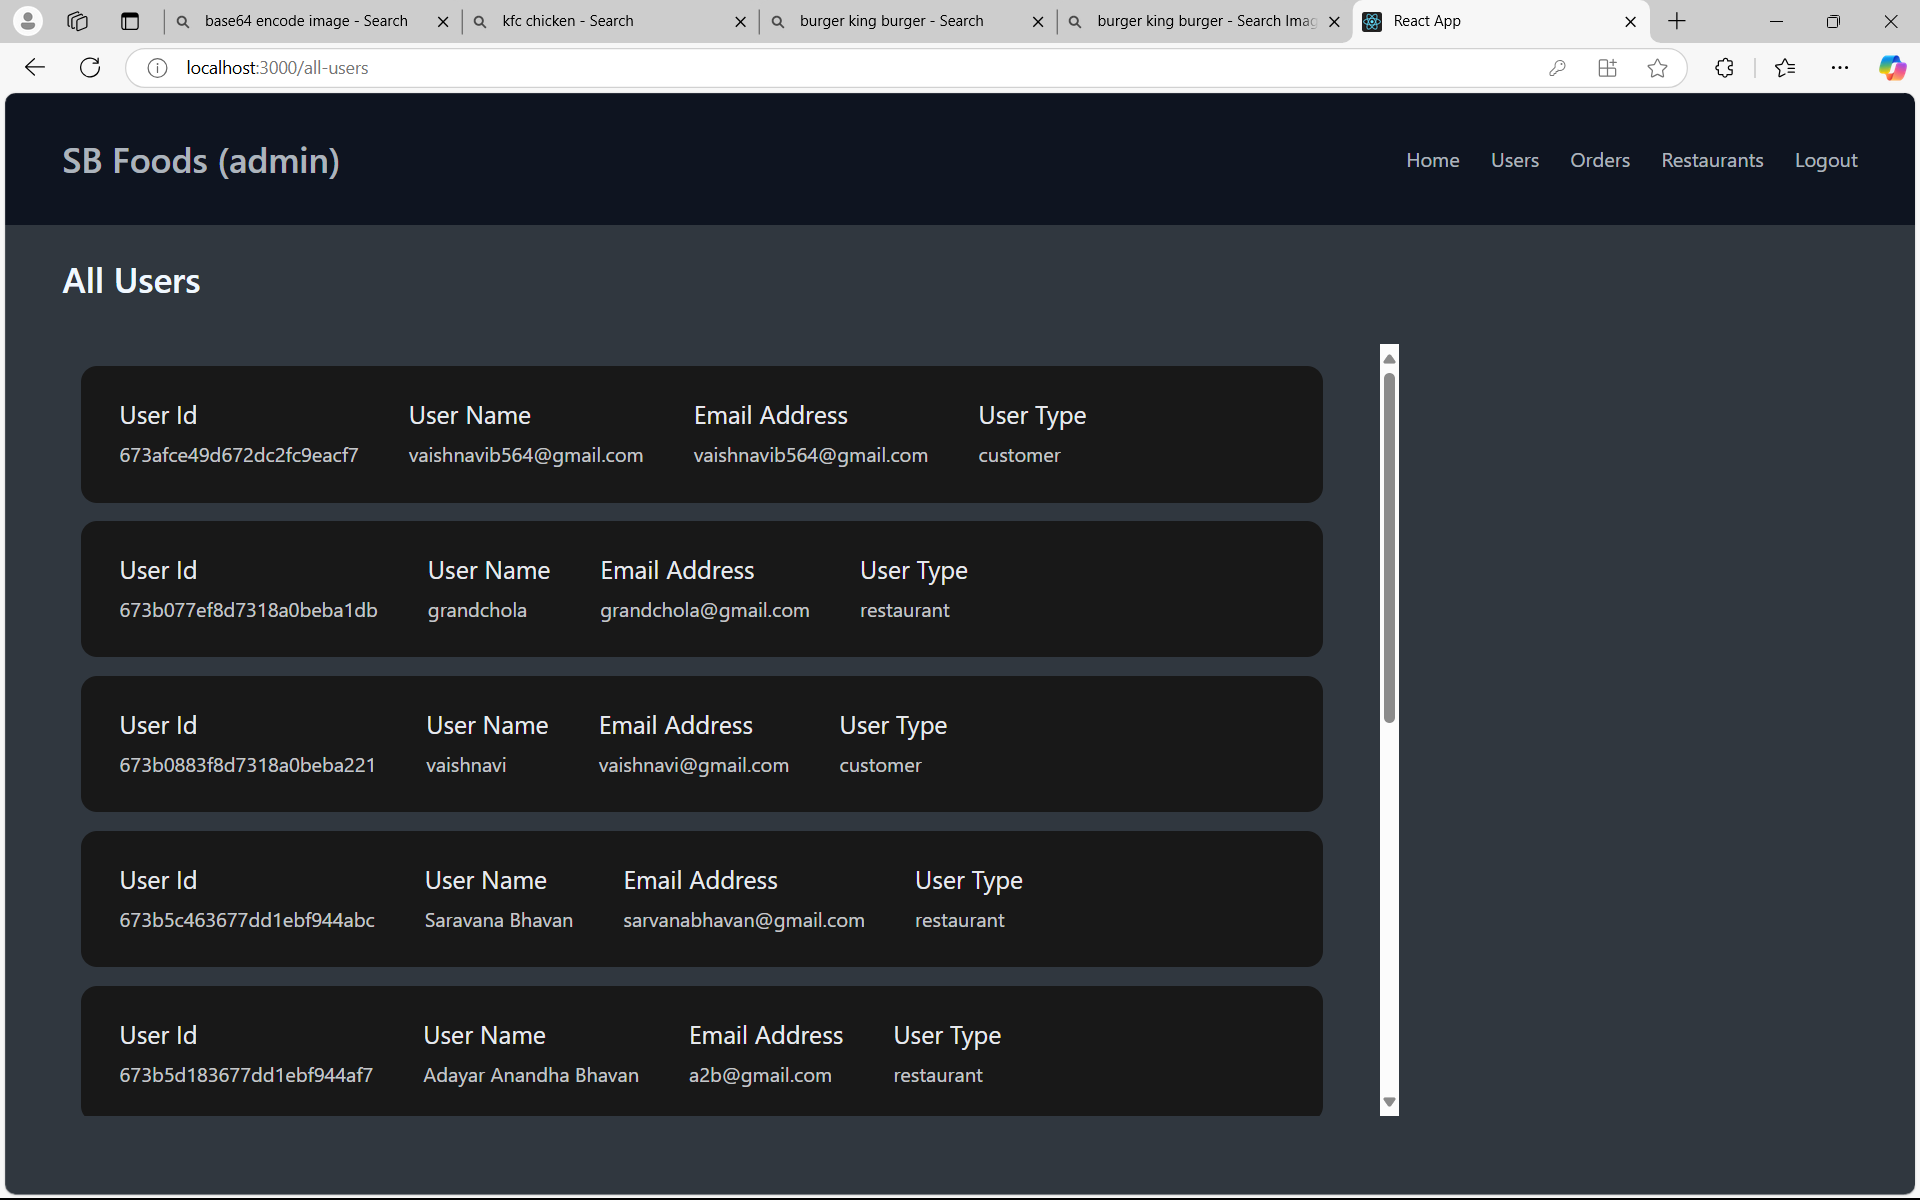 base64 encode image - Search
kfc chicken - Search
burger king burger - Search
burger king burger - Search Imag
React App
localhost:3000/all-users
SB Foods (admin)
Home Users Orders Restaurants Logout
All Users
User Id User Name Email Address User Type
673afce49d672dc2fc9eacf7 vaishnavib564@gmail.com vaishnavib564@gmail.com customer
User Id User Name Email Address User Type
673b077ef8d7318a0beba1db grandchola grandchola@gmail.com restaurant
User Id User Name Email Address User Type
673b0883f8d7318a0beba221 vaishnavi vaishnavi@gmail.com customer
User Id User Name Email Address User Type
673b5c463677dd1ebf944abc Saravana Bhavan sarvanabhavan@gmail.com restaurant
User Id User Name Email Address User Type
673b5d183677dd1ebf944af7 Adayar Anandha Bhavan a2b@gmail.com restaurant